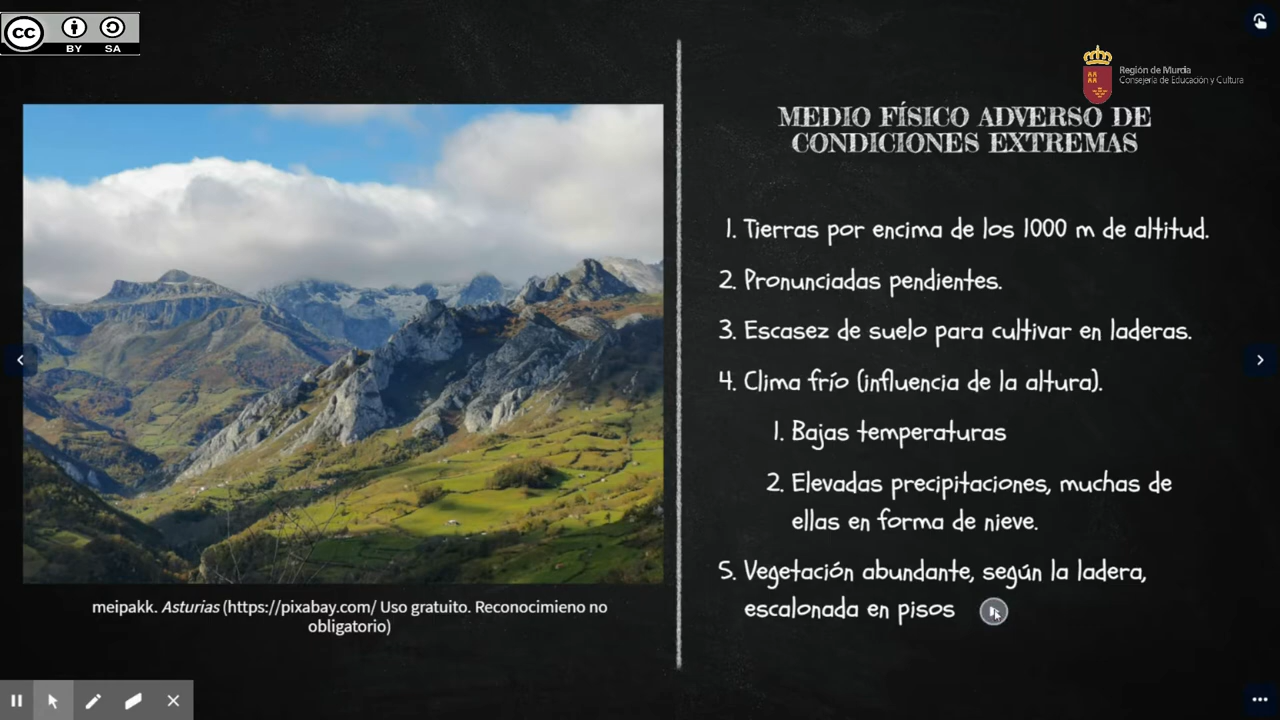 cc
BY SA
Región de Murcia
Consejería de Educación y Cultura
MEDIO FÍSICO ADVERSO DE
CONDICIONES EXTREMAS
1. Tierras por encima de los 1000 m de altitud.
2. Pronunciadas pendientes.
3. Escasez de suelo para cultivar en laderas.
4. Clima frío (influencia de la altura).
1. Bajas temperaturas
2. Elevadas precipitaciones, muchas de
ellas en forma de nieve.
5. Vegetación abundante, según la ladera,
escalonada en pisos
meipakk. Asturias (https://pixabay.com/ Uso gratuito. Reconocimieno no
obligatorio)